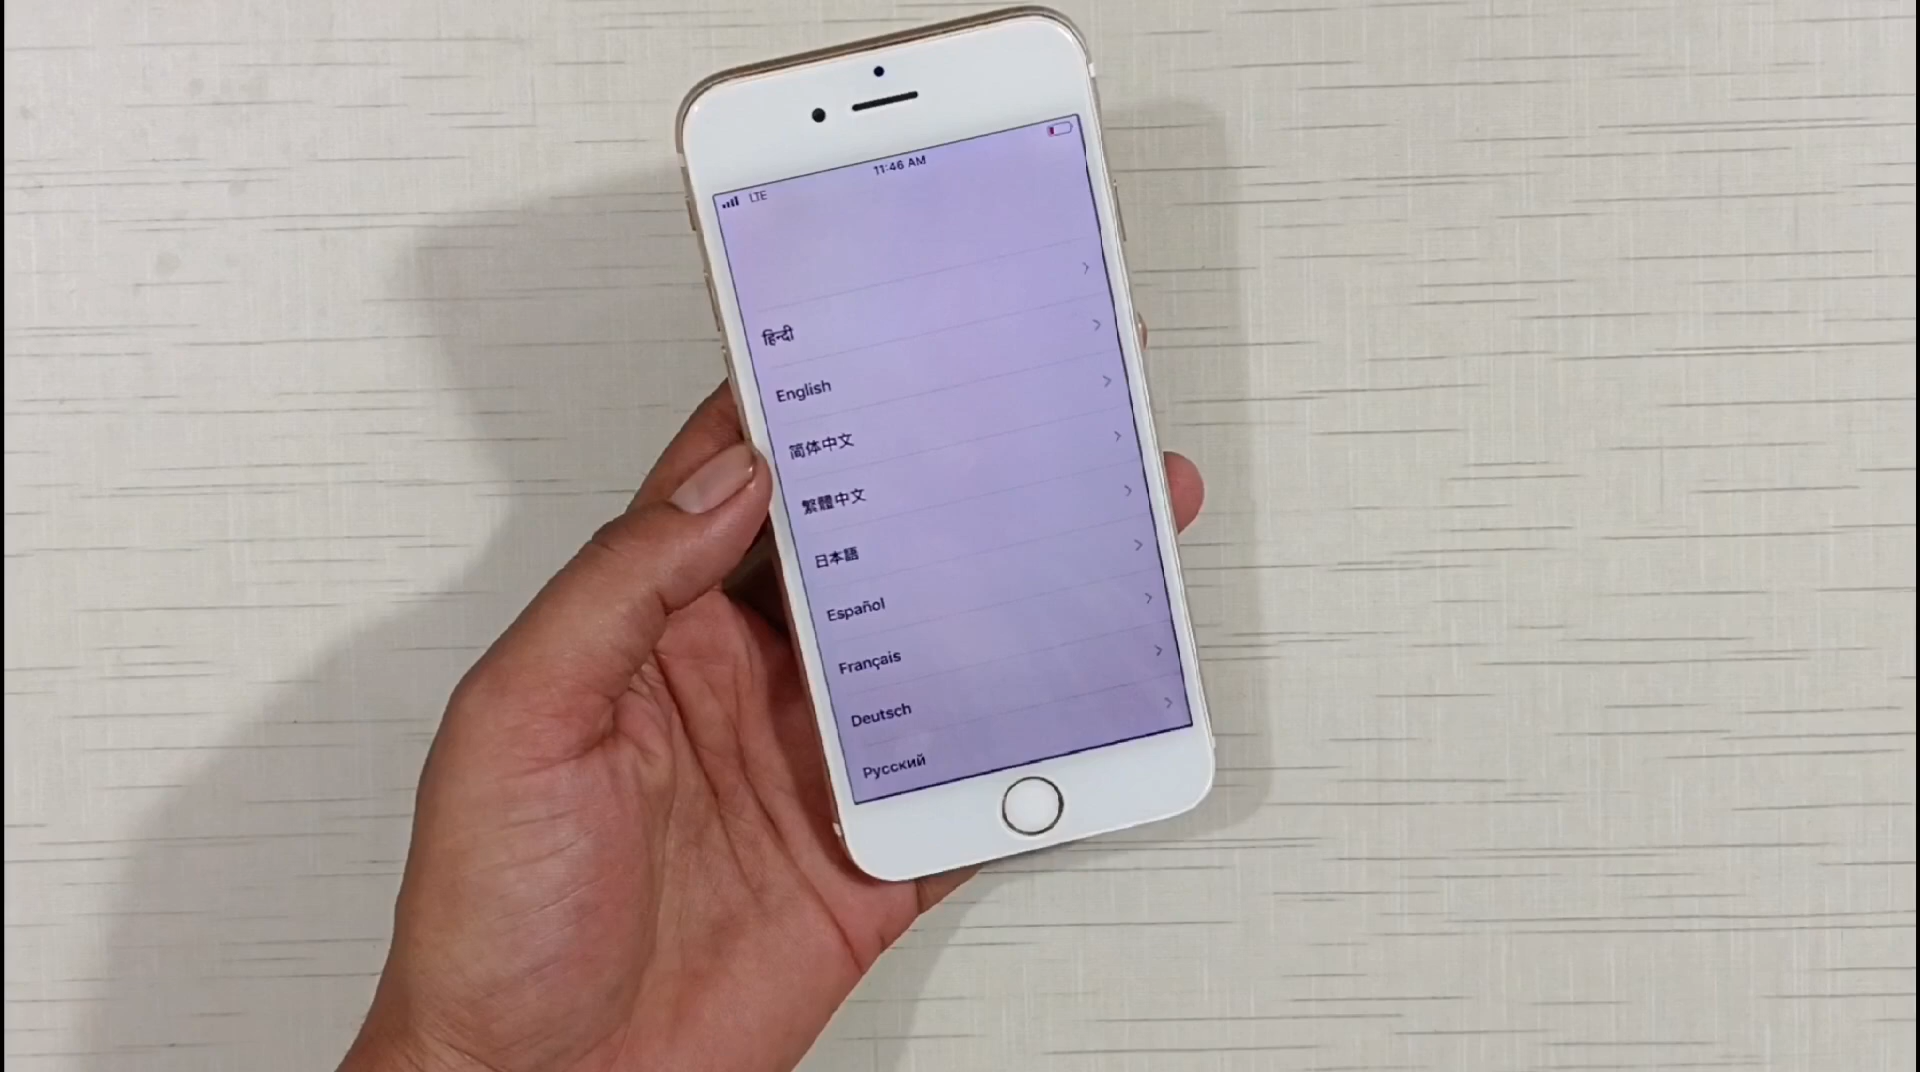 LTE
11:46 AM
हिन्दी
English
简体中文
繁體中文
日本語
Español
Français
Deutsch
Русский